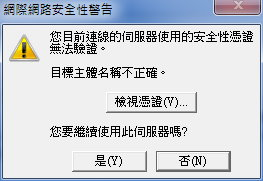 網際網路安全性警告
您目前連線的伺服器使用的安全性憑證
無法驗證。
目標主體名稱不正確。
檢視憑證(V)...
您要繼續使用此伺服器嗎?
是(Y)
否(N)